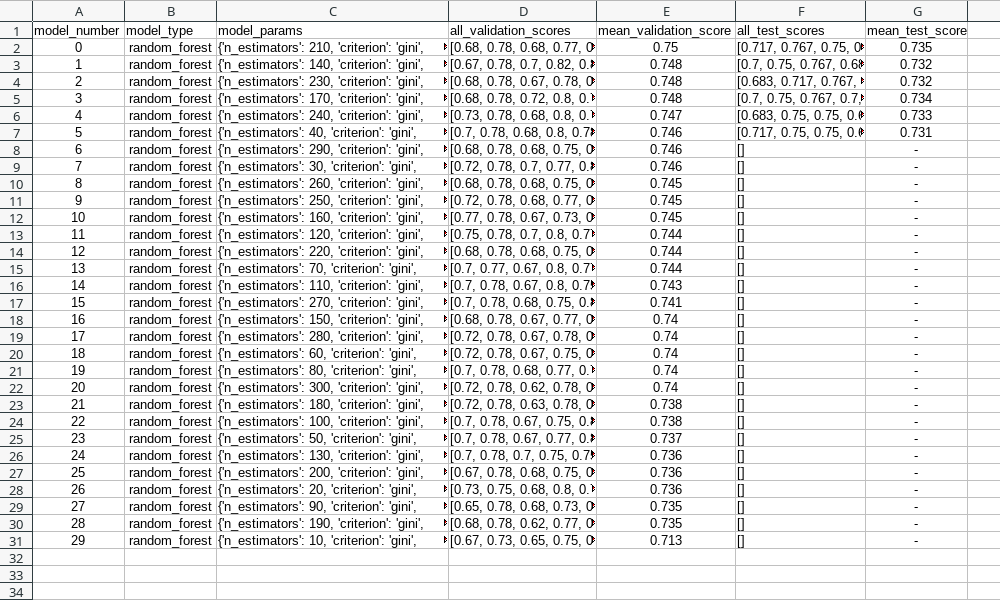 A B C D E F G
1 model_number model_type model_params all_validation_scores mean_validation_score all_test_scores mean_test_score
2 0 random_forest {'n_estimators': 210, 'criterion': 'gini', [0.68, 0.78, 0.68, 0.77, 0 0.75 [0.717, 0.767, 0.75, 0 0.735
3 1 random_forest {'n_estimators': 140, 'criterion': 'gini', [0.67, 0.78, 0.7, 0.82, 0. 0.748 [0.7, 0.75, 0.767, 0.68 0.732
4 2 random_forest {'n_estimators': 230, 'criterion': 'gini', [0.68, 0.78, 0.67, 0.78, 0 0.748 [0.683, 0.717, 0.767, 0.732
5 3 random_forest {'n_estimators': 170, 'criterion': 'gini', [0.68, 0.78, 0.72, 0.8, 0. 0.748 [0.7, 0.75, 0.767, 0.7, 0.734
6 4 random_forest {'n_estimators': 240, 'criterion': 'gini', [0.73, 0.78, 0.68, 0.8, 0. 0.747 [0.683, 0.75, 0.75, 0.6 0.733
7 5 random_forest {'n_estimators': 40, 'criterion': 'gini', [0.7, 0.78, 0.68, 0.8, 0.7 0.746 [0.717, 0.75, 0.75, 0.6 0.731
8 6 random_forest {'n_estimators': 290, 'criterion': 'gini', [0.68, 0.78, 0.68, 0.75, 0 0.746 [] -
9 7 random_forest {'n_estimators': 30, 'criterion': 'gini', [0.72, 0.78, 0.7, 0.77, 0. 0.746 [] -
10 8 random_forest {'n_estimators': 260, 'criterion': 'gini', [0.68, 0.78, 0.68, 0.75, 0 0.745 [] -
11 9 random_forest {'n_estimators': 250, 'criterion': 'gini', [0.72, 0.78, 0.68, 0.77, 0 0.745 [] -
12 10 random_forest {'n_estimators': 160, 'criterion': 'gini', [0.77, 0.78, 0.67, 0.73, 0 0.745 [] -
13 11 random_forest {'n_estimators': 120, 'criterion': 'gini', [0.75, 0.78, 0.7, 0.8, 0.7 0.744 [] -
14 12 random_forest {'n_estimators': 220, 'criterion': 'gini', [0.68, 0.78, 0.68, 0.75, 0 0.744 [] -
15 13 random_forest {'n_estimators': 70, 'criterion': 'gini', [0.7, 0.77, 0.67, 0.8, 0.7 0.744 [] -
16 14 random_forest {'n_estimators': 110, 'criterion': 'gini', [0.7, 0.78, 0.67, 0.8, 0.7 0.743 [] -
17 15 random_forest {'n_estimators': 270, 'criterion': 'gini', [0.7, 0.78, 0.68, 0.75, 0. 0.741 [] -
18 16 random_forest {'n_estimators': 150, 'criterion': 'gini', [0.68, 0.78, 0.67, 0.77, 0 0.74 [] -
19 17 random_forest {'n_estimators': 280, 'criterion': 'gini', [0.72, 0.78, 0.67, 0.78, 0 0.74 [] -
20 18 random_forest {'n_estimators': 60, 'criterion': 'gini', [0.72, 0.78, 0.67, 0.75, 0 0.74 [] -
21 19 random_forest {'n_estimators': 80, 'criterion': 'gini', [0.7, 0.78, 0.68, 0.77, 0. 0.74 [] -
22 20 random_forest {'n_estimators': 300, 'criterion': 'gini', [0.72, 0.78, 0.62, 0.78, 0 0.74 [] -
23 21 random_forest {'n_estimators': 180, 'criterion': 'gini', [0.72, 0.78, 0.63, 0.78, 0 0.738 [] -
24 22 random_forest {'n_estimators': 100, 'criterion': 'gini', [0.7, 0.78, 0.67, 0.75, 0. 0.738 [] -
25 23 random_forest {'n_estimators': 50, 'criterion': 'gini', [0.7, 0.78, 0.67, 0.77, 0. 0.737 [] -
26 24 random_forest {'n_estimators': 130, 'criterion': 'gini', [0.7, 0.78, 0.7, 0.75, 0.7 0.736 [] -
27 25 random_forest {'n_estimators': 200, 'criterion': 'gini', [0.67, 0.78, 0.68, 0.75, 0 0.736 [] -
28 26 random_forest {'n_estimators': 20, 'criterion': 'gini', [0.73, 0.75, 0.68, 0.8, 0. 0.736 [] -
29 27 random_forest {'n_estimators': 90, 'criterion': 'gini', [0.65, 0.78, 0.68, 0.73, 0 0.735 [] -
30 28 random_forest {'n_estimators': 190, 'criterion': 'gini', [0.68, 0.78, 0.62, 0.77, 0 0.735 [] -
31 29 random_forest {'n_estimators': 10, 'criterion': 'gini', [0.67, 0.73, 0.65, 0.75, 0 0.713 [] -
32
33
34